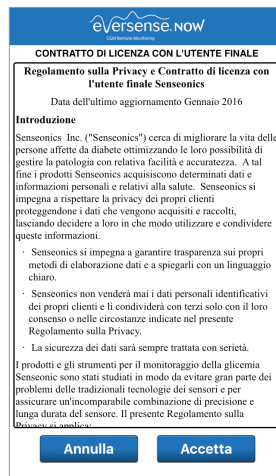 eversense. NOW
CGM Remote Monitoring
CONTRATTO DI LICENZA CON L'UTENTE FINALE
Regolamento sulla Privacy e Contratto di licenza con
l'utente finale Senseonics
Data dell'ultimo aggiornamento Gennaio 2016
Introduzione
Senseonics Inc. ("Senseonics") cerca di migliorare la vita delle
persone affette da diabete ottimizzando le loro possibilità di
gestire la patologia con relativa facilità e accuratezza. A tal
fine i prodotti Senseonics acquisiscono determinati dati e
informazioni personali e relativi alla salute. Senseonics si
impegna a rispettare la privacy dei propri clienti
proteggendone i dati che vengono acquisiti e raccolti,
lasciando decidere a loro in che modo utilizzare e condividere
queste informazioni.
· Senseonics si impegna a garantire trasparenza sui propri
metodi di elaborazione dati e a spiegarli con un linguaggio
chiaro.
· Senseonics non venderà mai i dati personali identificativi
dei propri clienti e li condividerà con terzi solo con il loro
consenso o nelle circostanze indicate nel presente
Regolamento sulla Privacy.
· La sicurezza dei dati sarà sempre trattata con serietà.
I prodotti e gli strumenti per il monitoraggio della glicemia
Senseonic sono stati studiati in modo da evitare gran parte dei
problemi delle tradizionali tecnologie dei sensori e per
assicurare un'incomparabile combinazione di precisione e
lunga durata del sensore. Il presente Regolamento sulla
Privacy si applica:
Annulla
Accetta